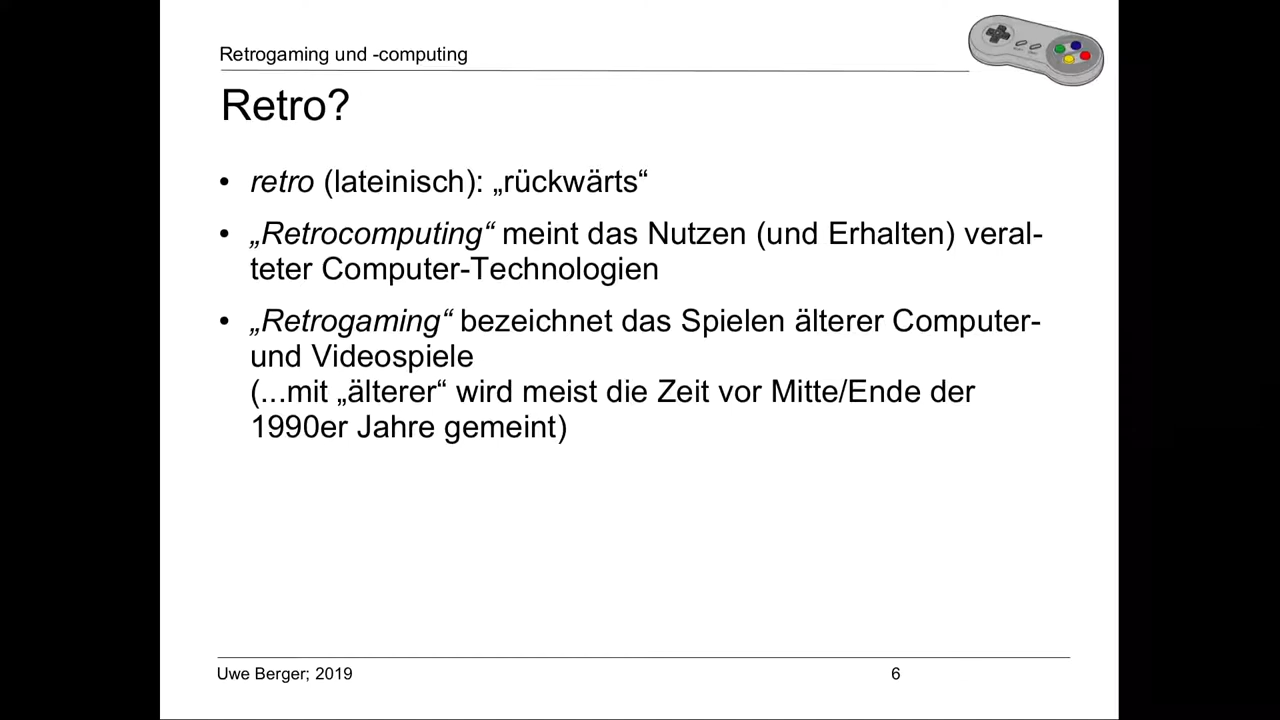 Retrogaming und -computing
Retro?
• retro (lateinisch): „rückwärts“
• „Retrocomputing“ meint das Nutzen (und Erhalten) veral-
teter Computer-Technologien
• „Retrogaming“ bezeichnet das Spielen älterer Computer-
und Videospiele
(...mit „älterer“ wird meist die Zeit vor Mitte/Ende der
1990er Jahre gemeint)
Uwe Berger; 2019
6